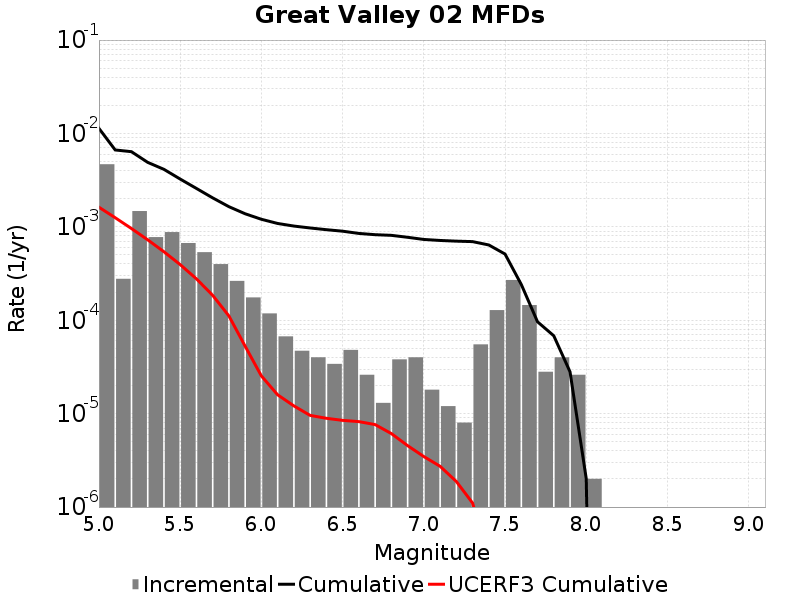 Great Valley 02 MFDs
10-1
10-2
10-3
10-4
10-5
10-6
Rate (1/yr)
5.0 5.5 6.0 6.5 7.0 7.5 8.0 8.5 9.0
Magnitude
Incremental Cumulative UCERF3 Cumulative